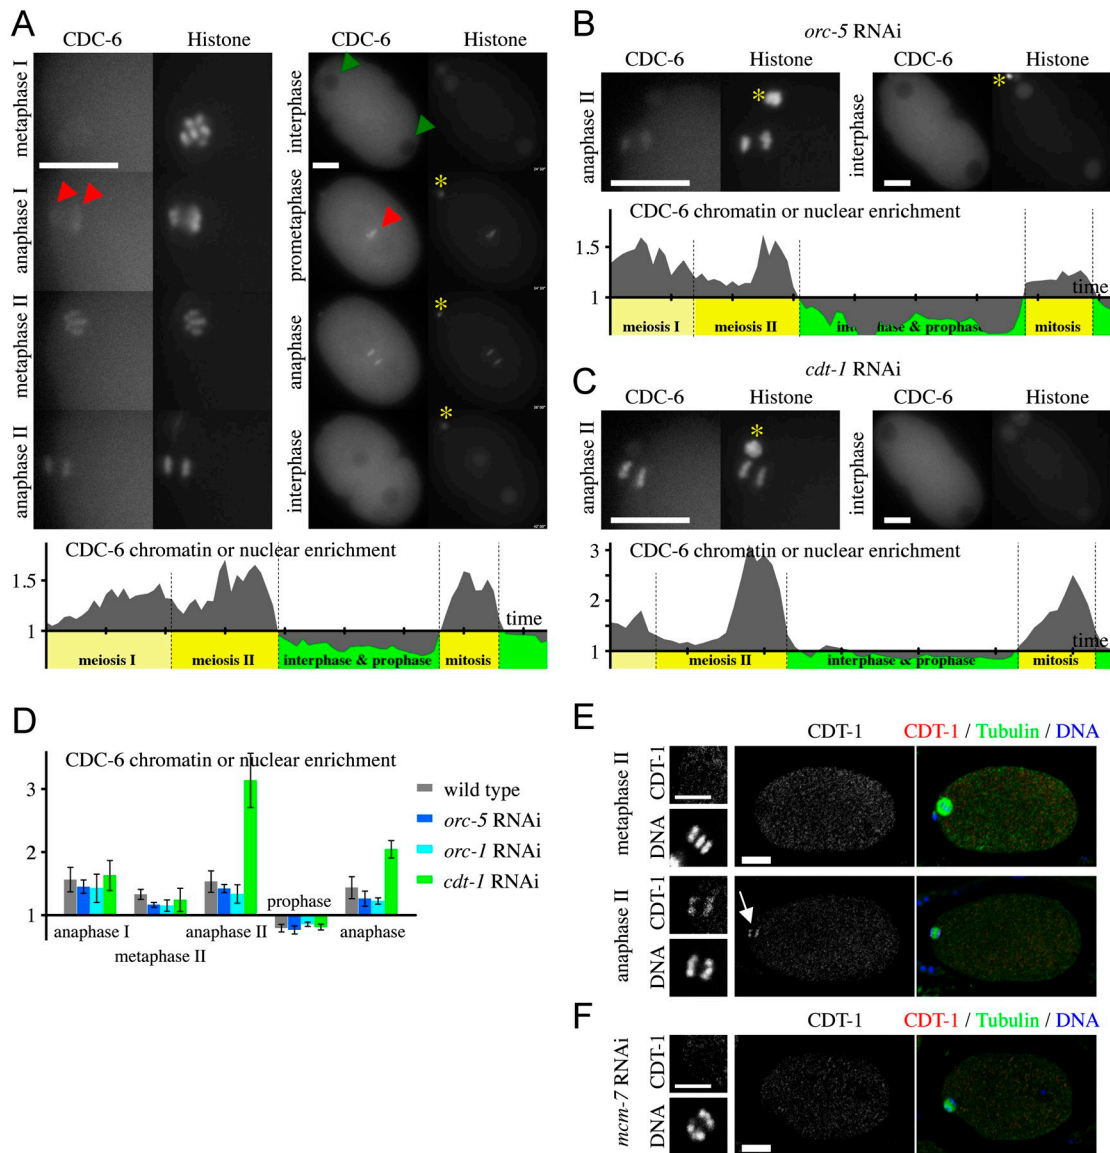 A
CDC-6 Histone CDC-6 Histone
metaphase I
anaphase I
metaphase II
anaphase II
interphase
prometaphase
anaphase
interphase
*
*
*
CDC-6 chromatin or nuclear enrichment
1.5
1
time
meiosis I meiosis II interphase & prophase mitosis
B
orc-5 RNAi
CDC-6 Histone CDC-6 Histone
anaphase II
*
interphase
*
CDC-6 chromatin or nuclear enrichment
1.5
1
time
meiosis I meiosis II interphase & prophase mitosis
C
cdt-1 RNAi
CDC-6 Histone CDC-6 Histone
anaphase II
*
interphase
CDC-6 chromatin or nuclear enrichment
3
2
1
time
meiosis II interphase & prophase mitosis
D
CDC-6 chromatin or nuclear enrichment
3
2
1
wild type
orc-5 RNAi
orc-1 RNAi
cdt-1 RNAi
prophase
anaphase I anaphase II anaphase
metaphase II
E
CDT-1 CDT-1 / Tubulin / DNA
metaphase II
CDT-1
DNA
anaphase II
CDT-1
DNA
F
CDT-1 CDT-1 / Tubulin / DNA
mcm-7 RNAi
CDT-1
DNA